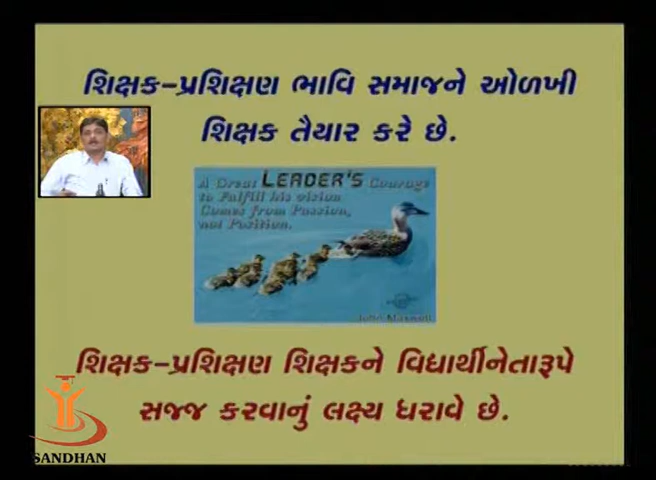 શિક્ષક-પ્રશિક્ષણ ભાવિ સમાજને ઓળખી
શિક્ષક તૈયાર કરે છે.
A Great LEADER'S Courage
to Fulfill his vision
Comes from Passion,
not Position.
John Maxwell
શિક્ષક-પ્રશિક્ષણ શિક્ષકને વિદ્યાર્થીનેતારૂપે
સજ્જ કરવાનું લક્ષ્ય ધરાવે છે.
SANDHAN